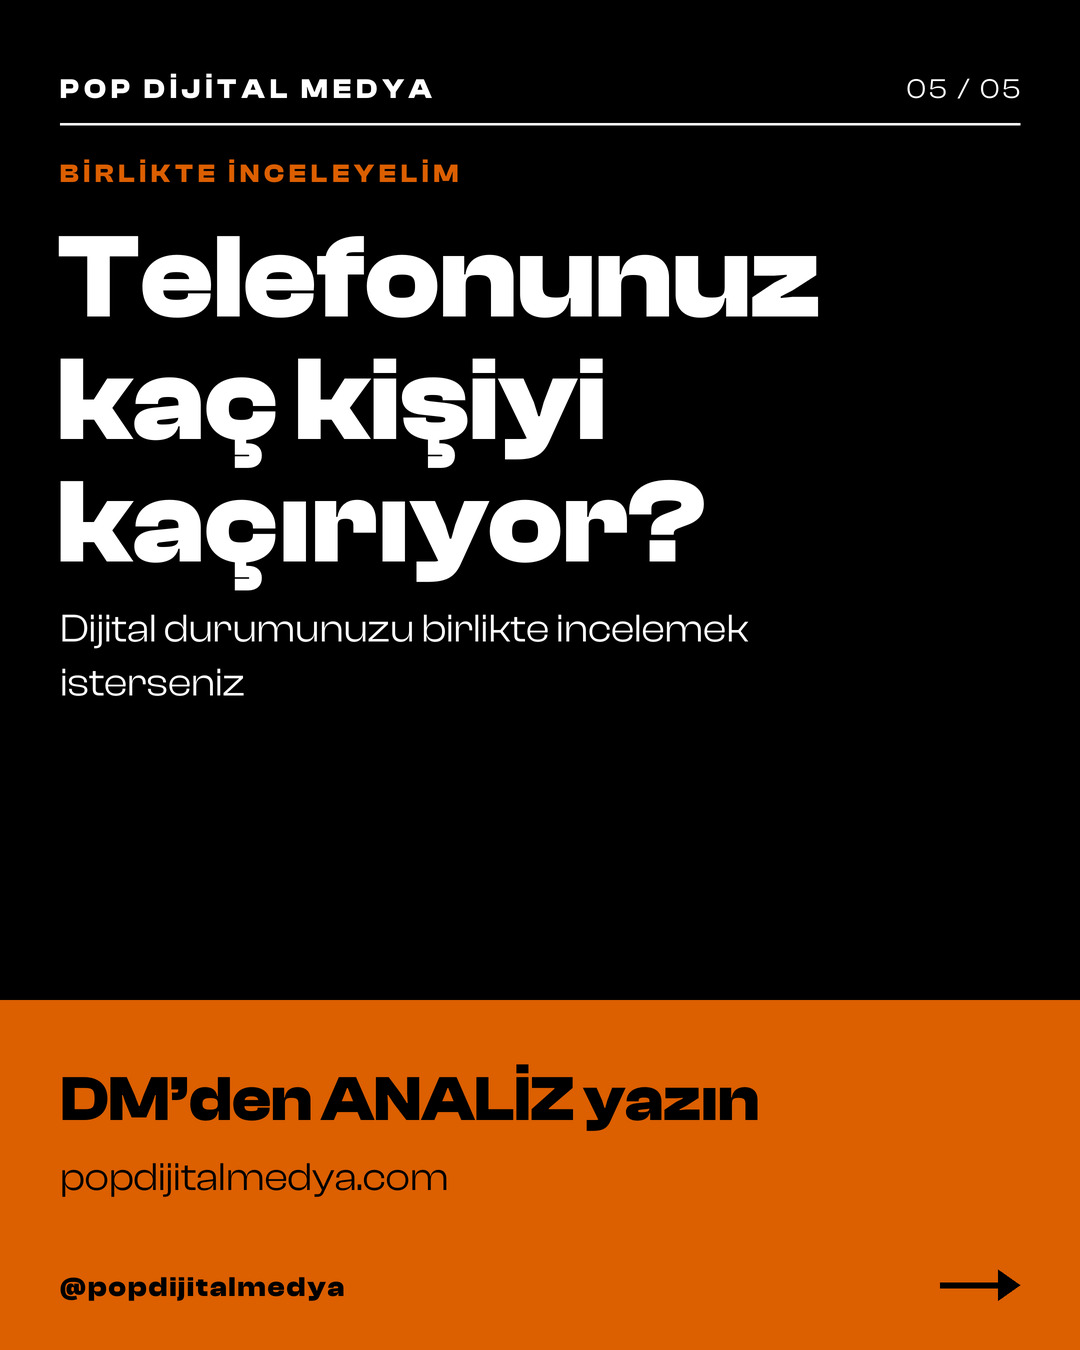 POP DİJİTAL MEDYA
05 / 05
BİRLİKTE İNCELEYELİM
Telefonunuz
kaç kişiyi
kaçırıyor?
Dijital durumunuzu birlikte incelemek
isterseniz
DM’den ANALİZ yazın
popdijitalmedya.com
@popdijitalmedya